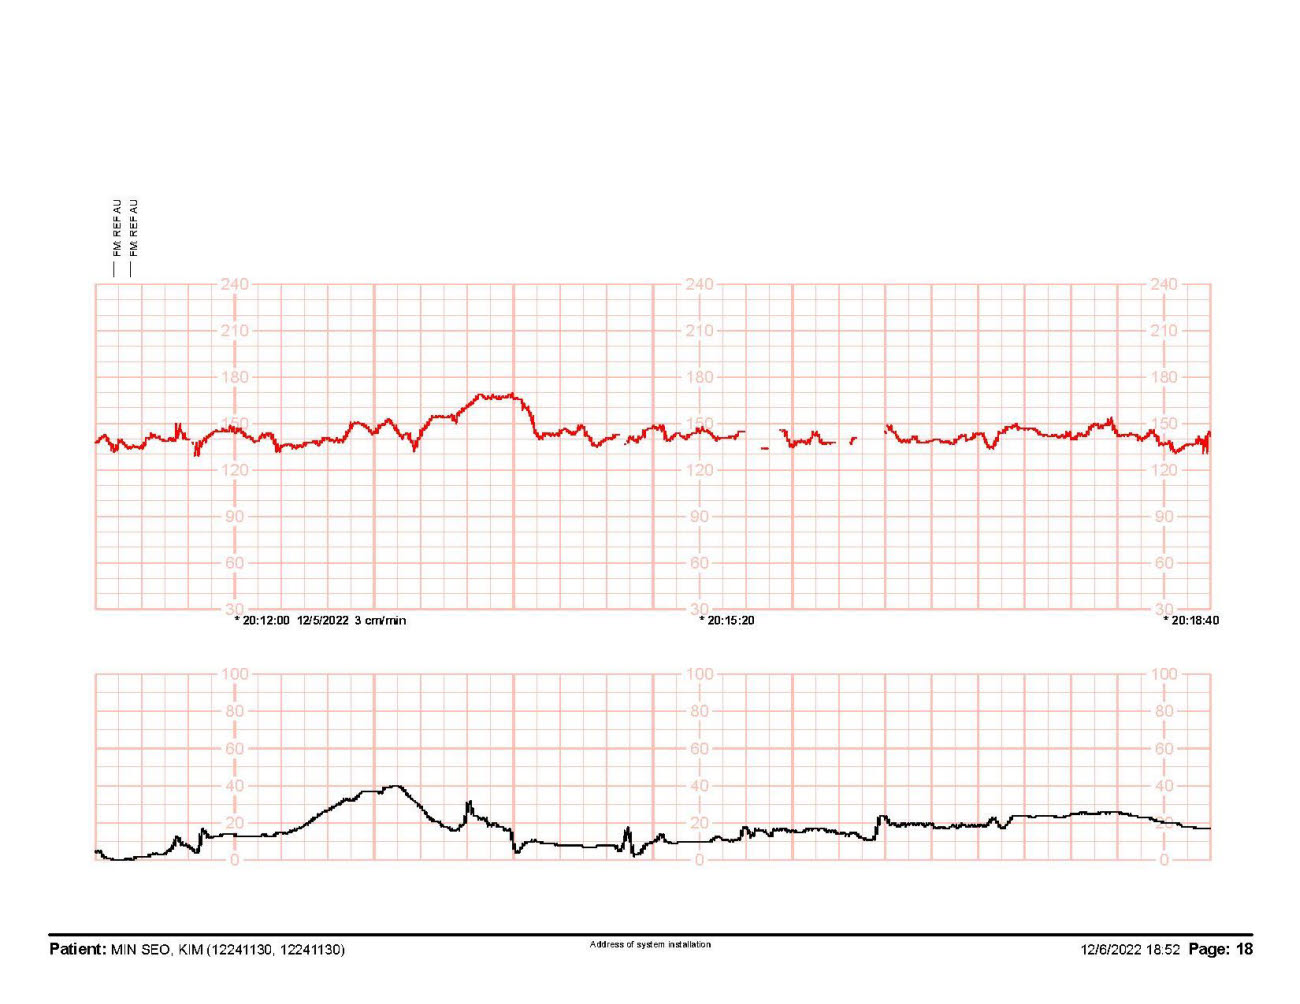 FM: REF AU
FM: REF AU
240 240 240
210 210 210
180 180 180
150 150 150
120 120 120
90 90 90
60 60 60
30 30 30
* 20:12:00 12/5/2022 3 cm/min * 20:15:20 * 20:18:40
100 100 100
80 80 80
60 60 60
40 40 40
20 20 20
0 0 0
Patient: MIN SEO, KIM (12241130, 12241130) Address of system installation 12/6/2022 18:52 Page: 18